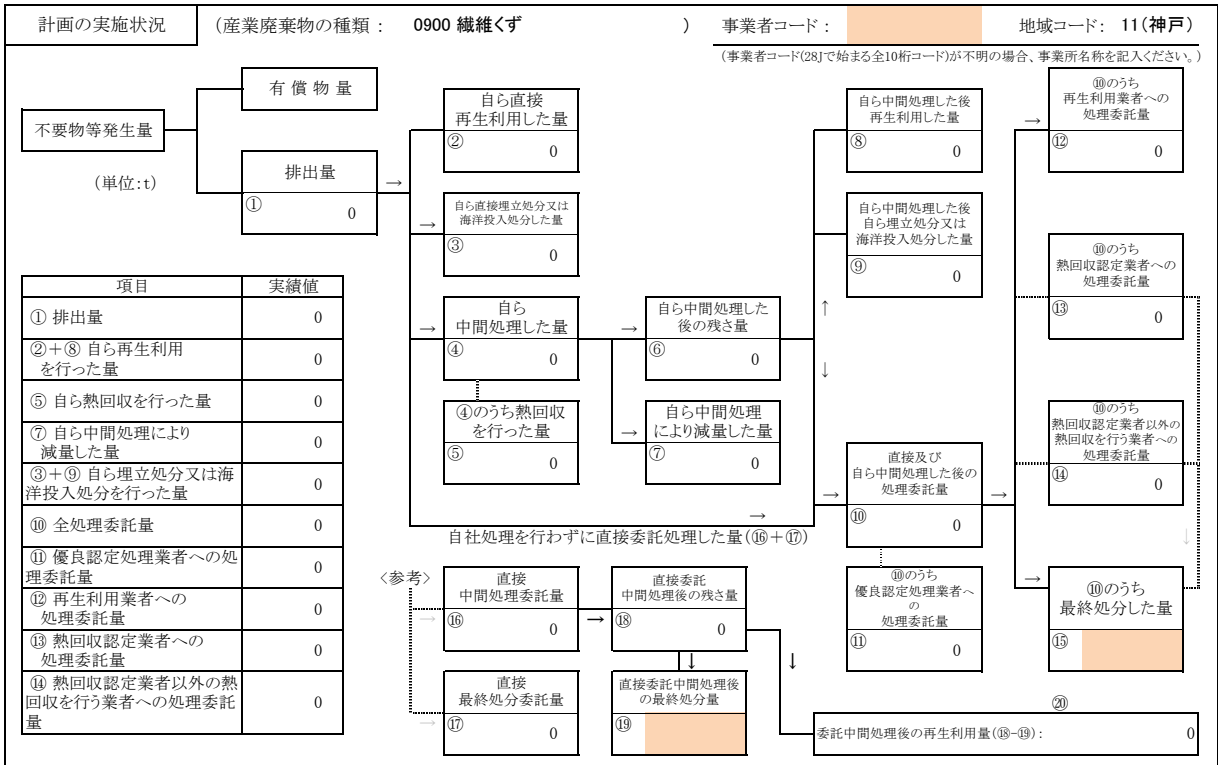 計画の実施状況 (産業廃棄物の種類： 0900 繊維くず ) 事業者コード： 地域コード： 11(神戸)
(事業者コード(28Jで始まる全10桁コード)が不明の場合、事業所名称を記入ください。)
不要物等発生量
(単位:t)
有償物量
排出量
→
① 0
自ら直接
再生利用した量
② 0
→
自ら直接埋立処分又は
海洋投入処分した量
③ 0
→
自ら
中間処理した量
④ 0
④のうち熱回収
を行った量
⑤ 0
→
自ら中間処理した
後の残さ量
⑥ 0
→
自ら中間処理
により減量した量
⑦ 0
自ら中間処理した後
再生利用した量
⑧ 0
自ら中間処理した後
自ら埋立処分又は
海洋投入処分した量
⑨ 0
↑
↓
→
自社処理を行わずに直接委託処理した量(⑯+⑰)
→
直接及び
自ら中間処理した後の
処理委託量
⑩ 0
→
⑩のうち
優良認定処理業者へ
の
処理委託量
⑪ 0
→
⑩のうち
再生利用業者への
処理委託量
⑫ 0
⑩のうち
熱回収認定業者への
処理委託量
⑬ 0
⑩のうち
熱回収認定業者以外の
熱回収を行う業者への
処理委託量
⑭ 0
↓
→
⑩のうち
最終処分した量
⑮
項目 実績値
① 排出量 0
②+⑧ 自ら再生利用
を行った量 0
⑤ 自ら熱回収を行った量 0
⑦ 自ら中間処理により
減量した量 0
③+⑨ 自ら埋立処分又は海
洋投入処分を行った量 0
⑩ 全処理委託量 0
⑪ 優良認定処理業者への処
理委託量 0
⑫ 再生利用業者への
処理委託量 0
⑬ 熱回収認定業者への
処理委託量 0
⑭ 熱回収認定業者以外の熱
回収を行う業者への処理委託
量 0
〈参考〉
→
直接
中間処理委託量
⑯ 0
→
直接委託
中間処理後の残さ量
⑱ 0
↓
↓
→
直接
最終処分委託量
⑰ 0
直接委託中間処理後
の最終処分量
⑲
⑳
委託中間処理後の再生利用量(⑱-⑲)： 0